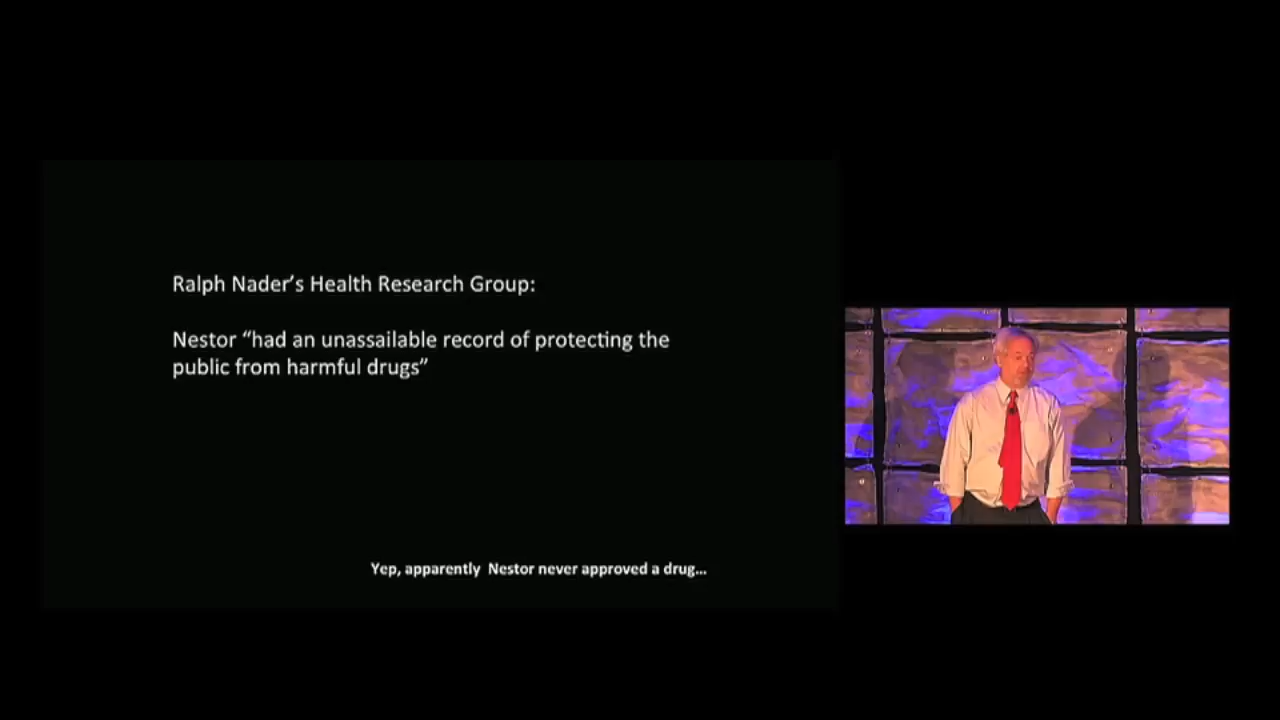 Ralph Nader’s Health Research Group:
Nestor “had an unassailable record of protecting the
public from harmful drugs”
Yep, apparently  Nestor never approved a drug...